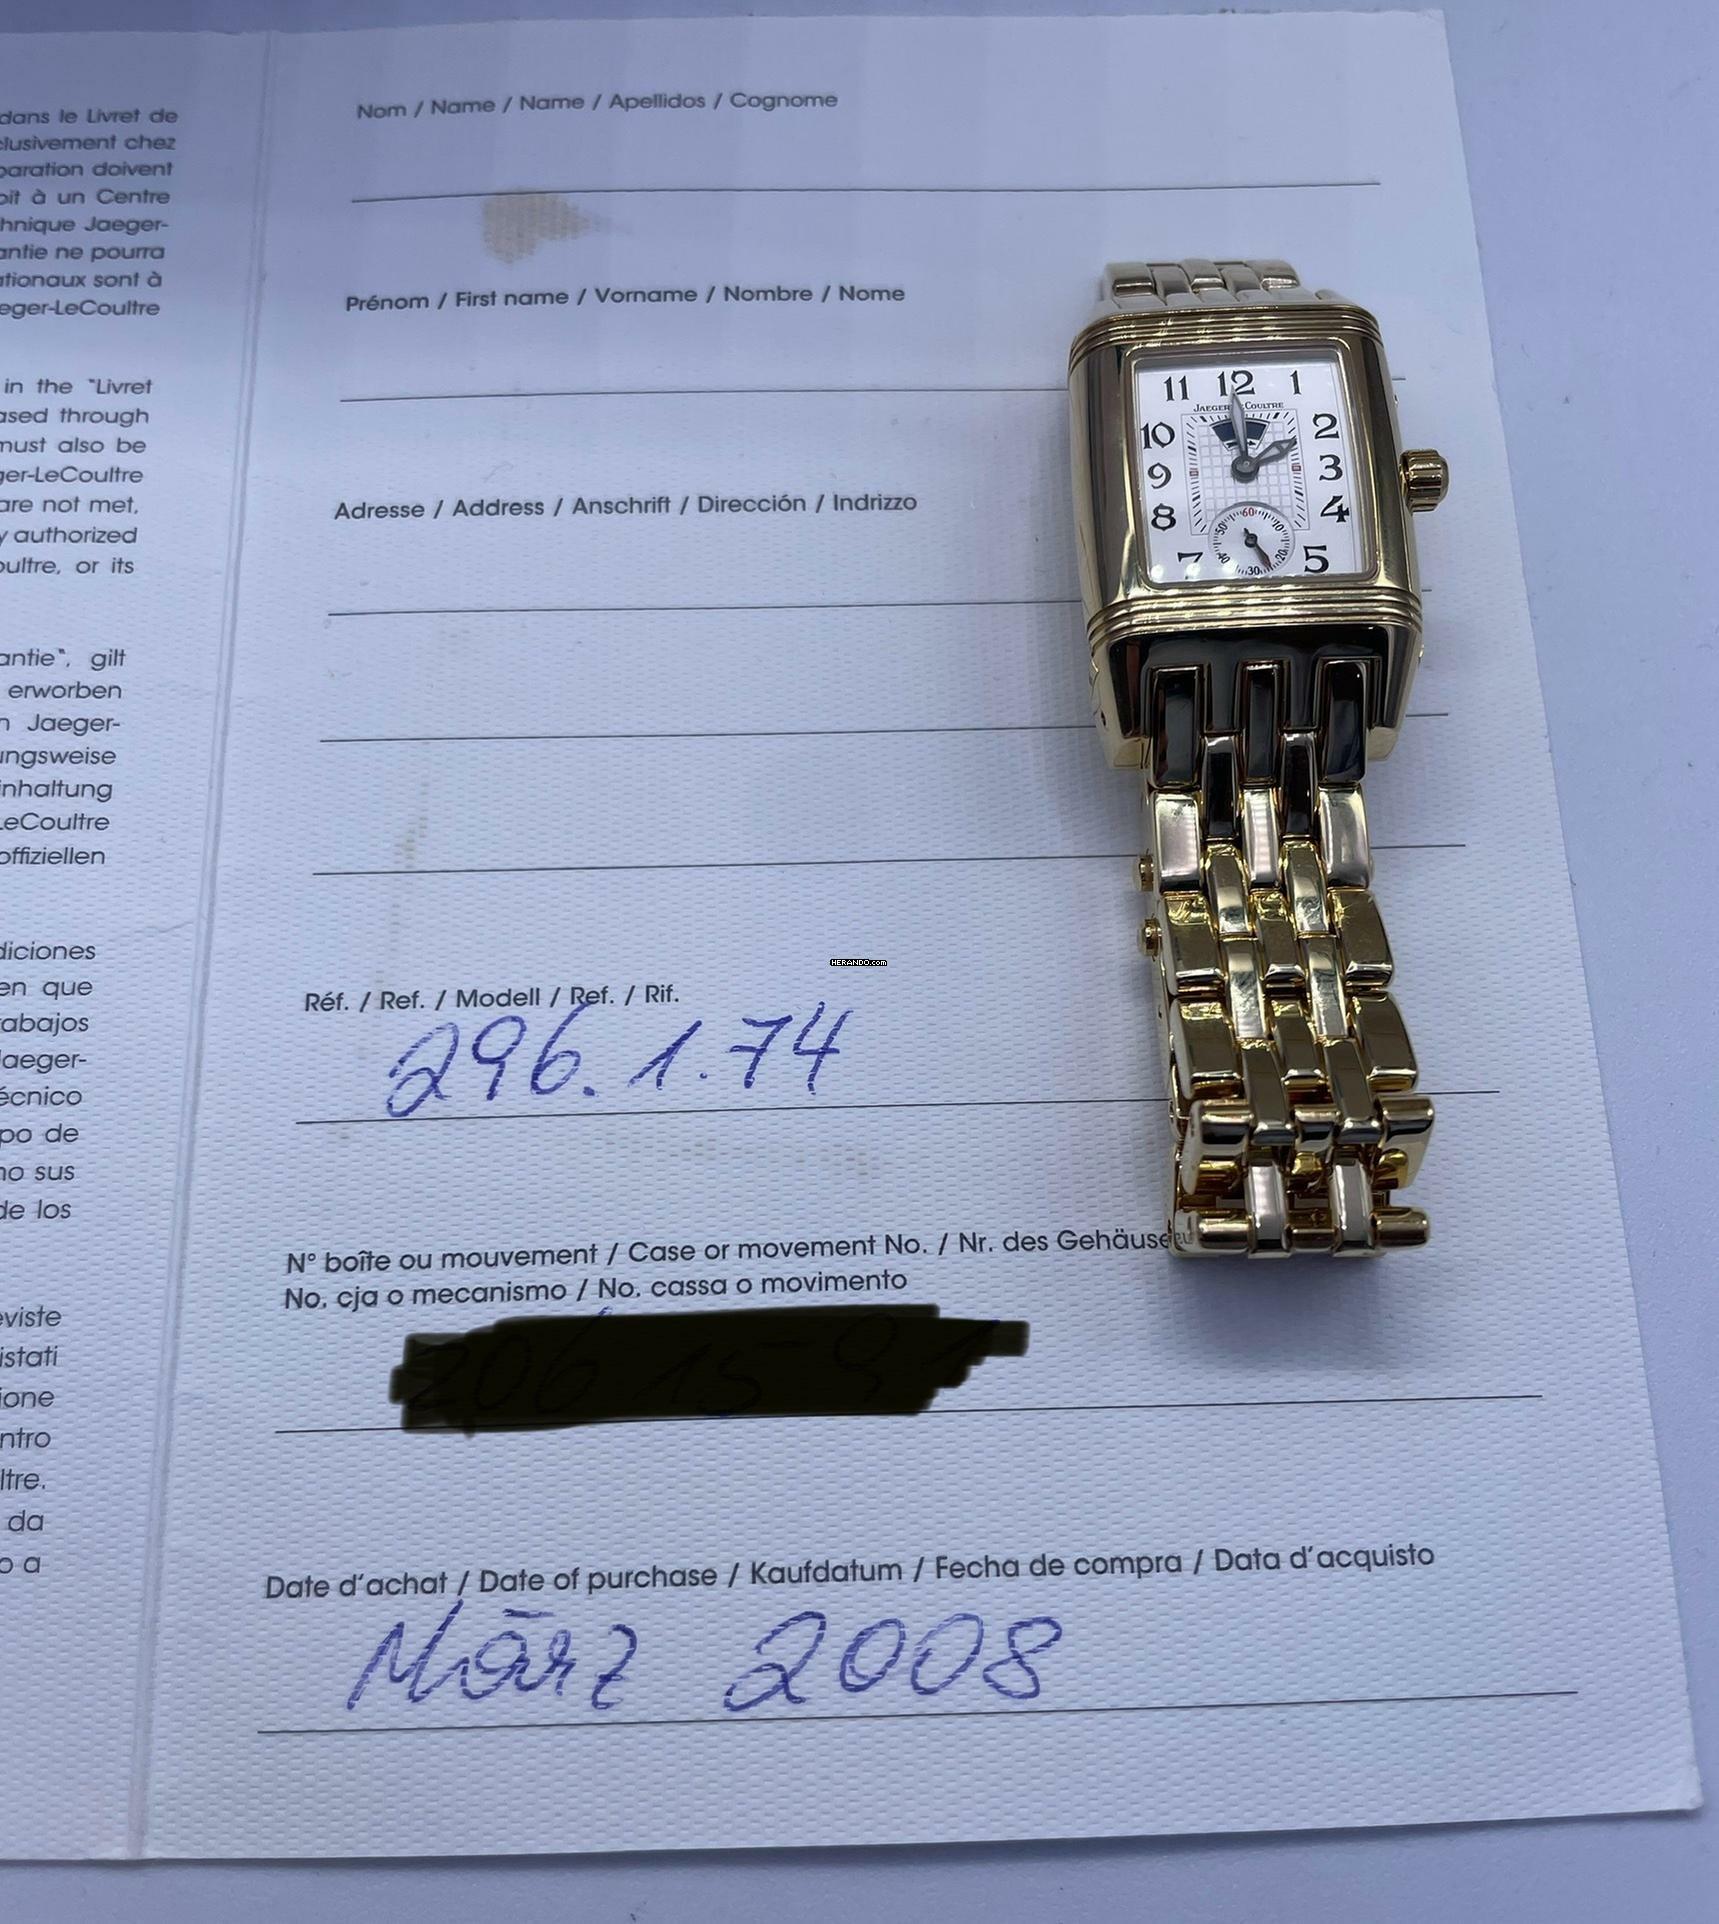 dans le Livret de
clusivement chez
paration doivent
oit à un Centre
hnique Jaeger-
antie ne pourra
ationaux sont à
eger-LeCoultre
in the "Livret
ased through
must also be
ger-LeCoultre
are not met,
y authorized
oultre, or its
antie", gilt
erworben
n Jaeger-
ungsweise
inhaltung
LeCoultre
offiziellen
diciones
en que
rabajos
Jaeger-
écnico
po de
no sus
de los
eviste
istati
ione
ntro
ltre.
da
o a
Nom / Name / Name / Apellidos / Cognome
Prénom / First name / Vorname / Nombre / Nome
Adresse / Address / Anschrift / Dirección / Indrizzo
Réf. / Ref. / Modell / Ref. / Rif.
296.1.74
N° boîte ou mouvement / Case or movement No. / Nr. des Gehäuse
No. cja o mecanismo / No. cassa o movimento
Date d'achat / Date of purchase / Kaufdatum / Fecha de compra / Data d'acquisto
März 2008
HERANDO.com
11 12 1
JAEGER-LECOULTRE
10 2
9 3
8 4
7 5
60 10 20 30 40 50